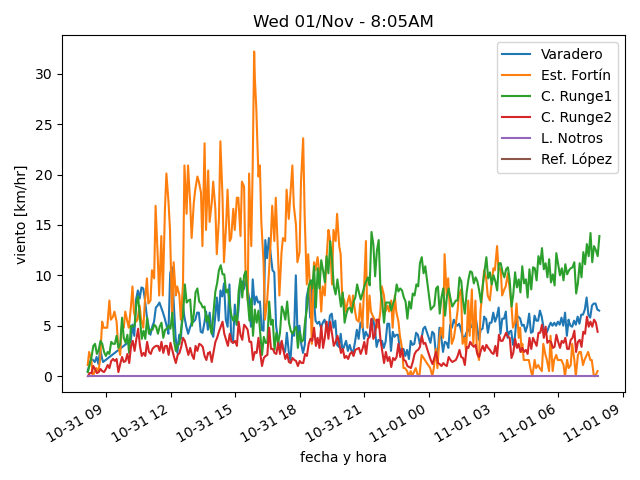 Wed 01/Nov - 8:05AM
viento [km/hr]
30
25
20
15
10
5
0
Varadero
Est. Fortín
C. Runge1
C. Runge2
L. Notros
Ref. López
10-31 09
10-31 12
10-31 15
10-31 18
10-31 21
11-01 00
11-01 03
11-01 06
11-01 09
fecha y hora